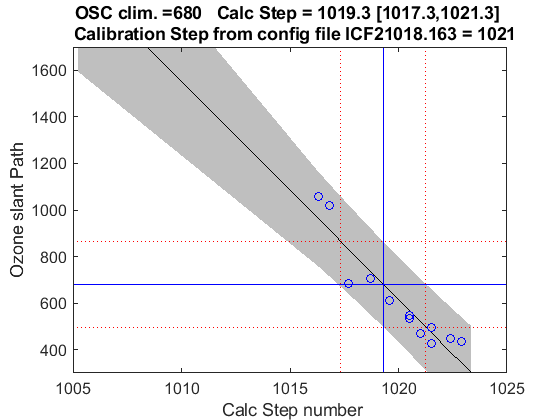 OSC clim. =680 Calc Step = 1019.3 [1017.3,1021.3]
Calibration Step from config file ICF21018.163 = 1021
1600
1400
1200
1000
800
600
400
Ozone slant Path
1005 1010 1015 1020 1025
Calc Step number